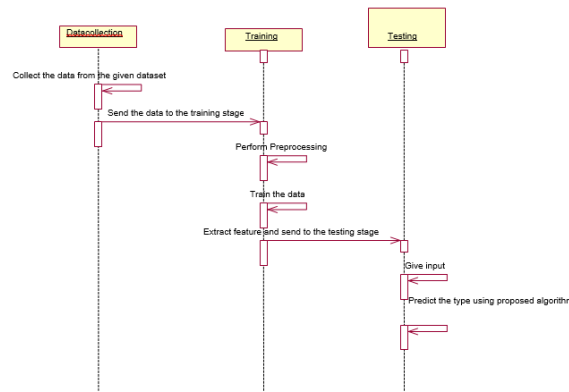 Datacollection
Training
Testing
Collect the data from the given dataset
Send the data to the training stage
Perform Preprocessing
Train the data
Extract feature and send to the testing stage
Give input
Predict the type using proposed algorithm